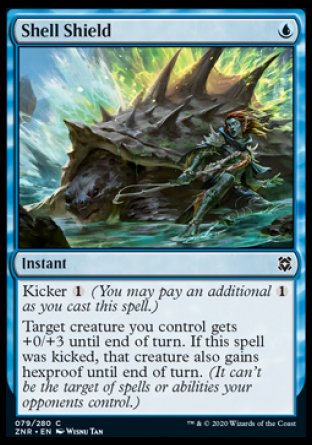 Shell Shield
Instant
Kicker 1 (You may pay an additional 1
as you cast this spell.)
Target creature you control gets
+0/+3 until end of turn. If this spell
was kicked, that creature also gains
hexproof until end of turn. (It can't
be the target of spells or abilities your
opponents control.)
079/280 C
ZNR • EN Wisnu Tan
™ & © 2020 Wizards of the Coast